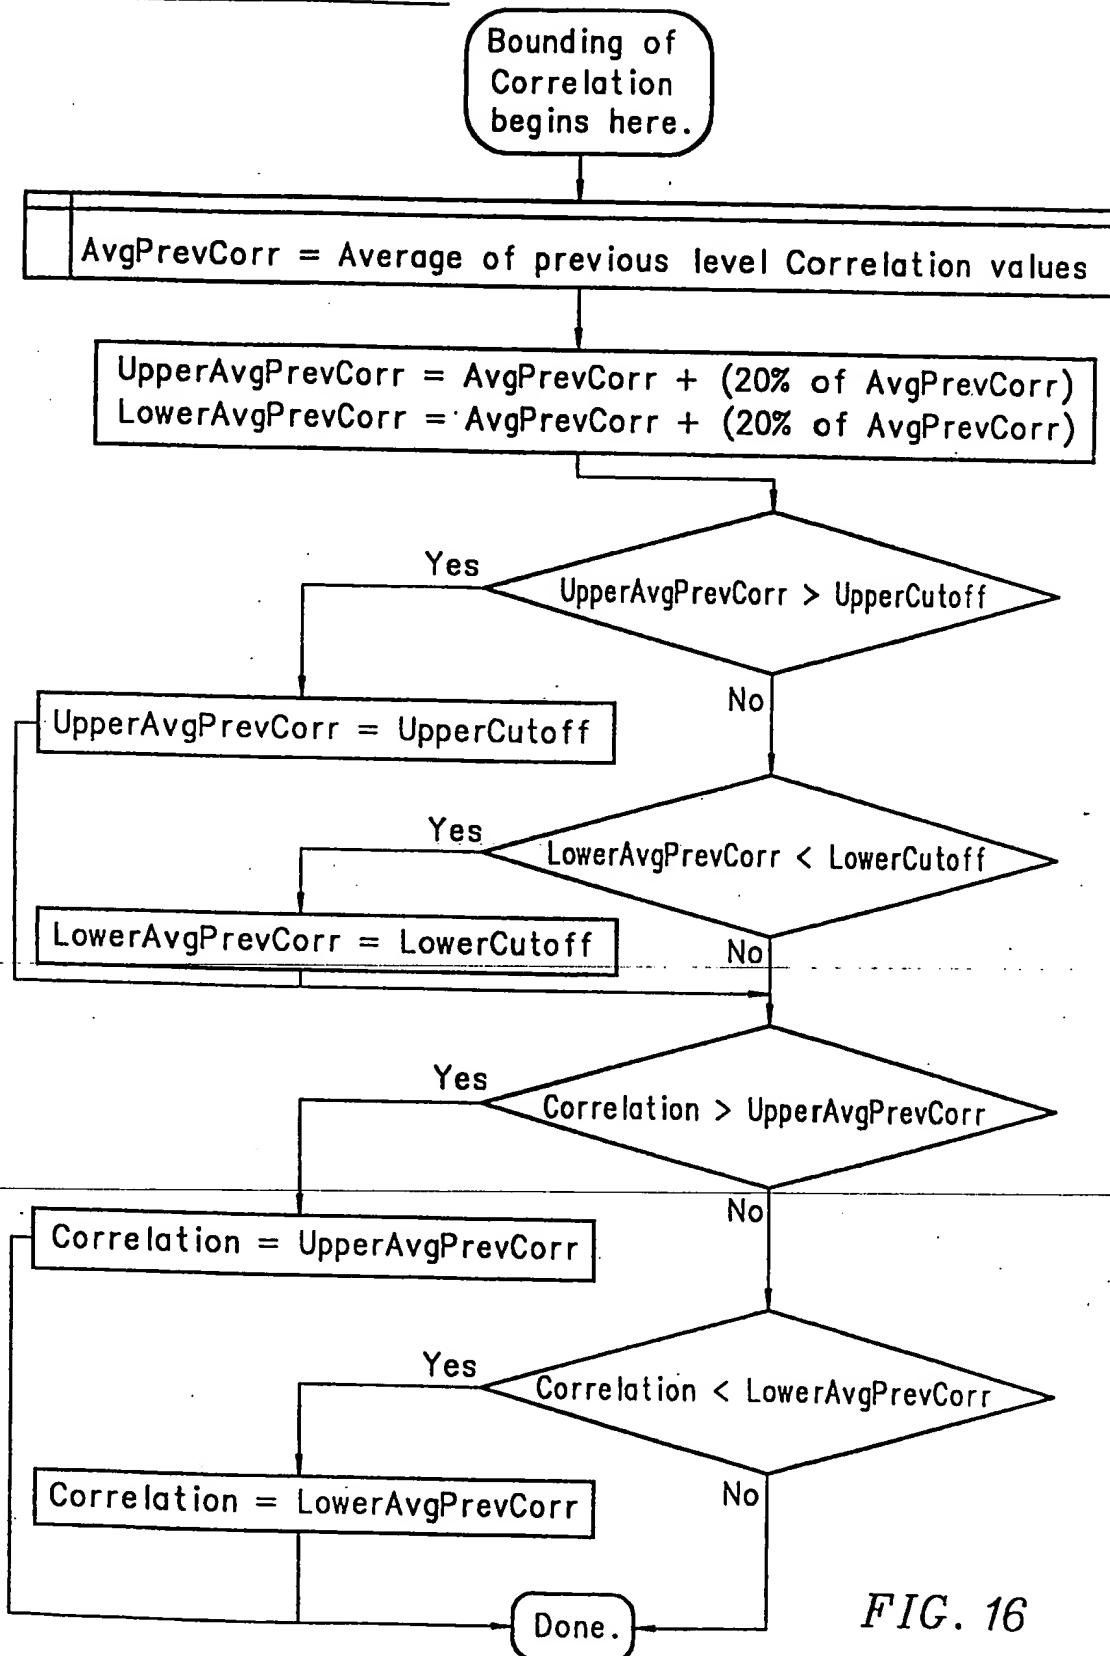 Bounding of
Correlation
begins here.
AvgPrevCorr = Average of previous level Correlation values
UpperAvgPrevCorr = AvgPrevCorr + (20% of AvgPrevCorr)
LowerAvgPrevCorr = AvgPrevCorr + (20% of AvgPrevCorr)
Yes
UpperAvgPrevCorr > UpperCutoff
No
UpperAvgPrevCorr = UpperCutoff
Yes
LowerAvgPrevCorr < LowerCutoff
No
LowerAvgPrevCorr = LowerCutoff
Yes
Correlation > UpperAvgPrevCorr
No
Correlation = UpperAvgPrevCorr
Yes
Correlation < LowerAvgPrevCorr
No
Correlation = LowerAvgPrevCorr
Done.
FIG. 16